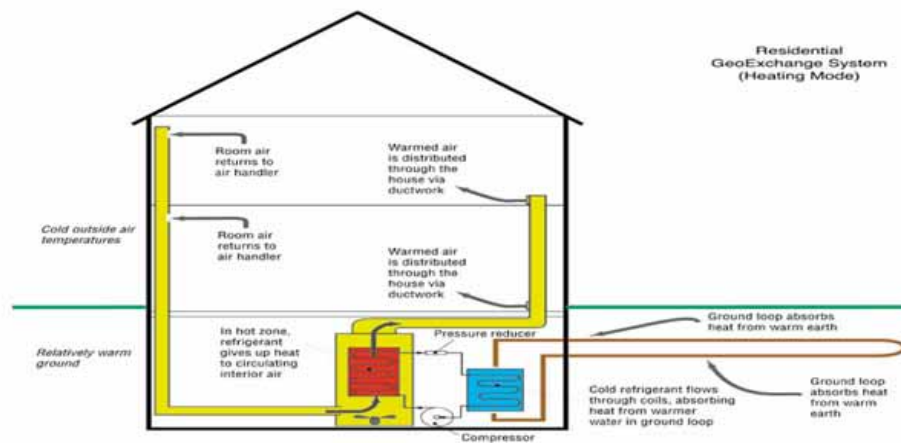 Residential
GeoExchange System
(Heating Mode)
Room air
returns to
air handler
Warmed air
is distributed
through the
house via
ductwork
Cold outside air
temperatures
Room air
returns to
air handler
Warmed air
is distributed
through the
house via
ductwork
Relatively warm
ground
In hot zone,
refrigerant
gives up heat
to circulating
interior air
Pressure reducer
Ground loop absorbs
heat from warm earth
Cold refrigerant flows
through coils, absorbing
heat from warmer
water in ground loop
Ground loop
absorbs heat
from warm
earth
Compressor